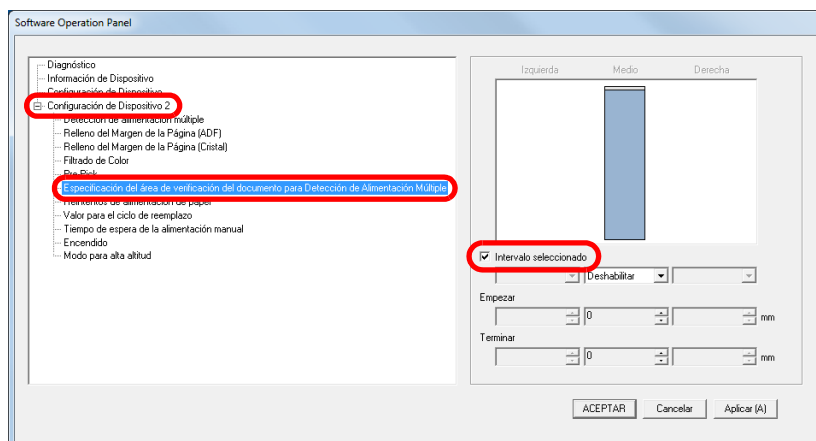 Software Operation Panel
Diagnóstico
Información de Dispositivo
Configuración de Dispositivo
Configuración de Dispositivo 2
Detección de alimentación múltiple
Relleno del Margen de la Página (ADF)
Relleno del Margen de la Página (Cristal)
Filtrado de Color
Pre-Pick
Especificación del área de verificación del documento para Detección de Alimentación Múltiple
Reintentos de alimentación de papel
Valor para el ciclo de reemplazo
Tiempo de espera de la alimentación manual
Encendido
Modo para alta altitud
Izquierda Medio Derecha
Intervalo seleccionado
Deshabilitar
Empezar
0 mm
Terminar
0 mm
ACEPTAR Cancelar Aplicar (A)